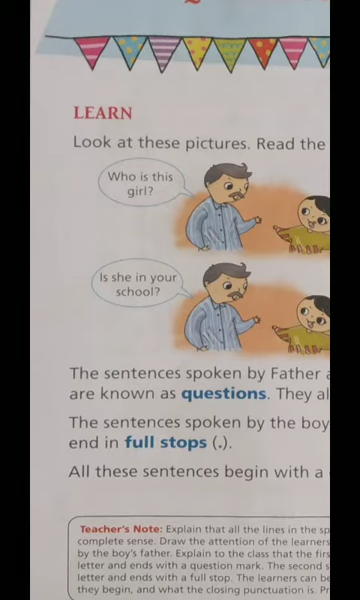 LEARN
Look at these pictures. Read the
Who is this
girl?
Is she in your
school?
The sentences spoken by Father
are known as questions. They al
The sentences spoken by the boy
end in full stops (.).
All these sentences begin with a
Teacher's Note: Explain that all the lines in the sp
complete sense. Draw the attention of the learners
by the boy's father. Explain to the class that the firs
letter and ends with a question mark. The second s
letter and ends with a full stop. The learners can be
they begin, and what the closing punctuation is. Pr